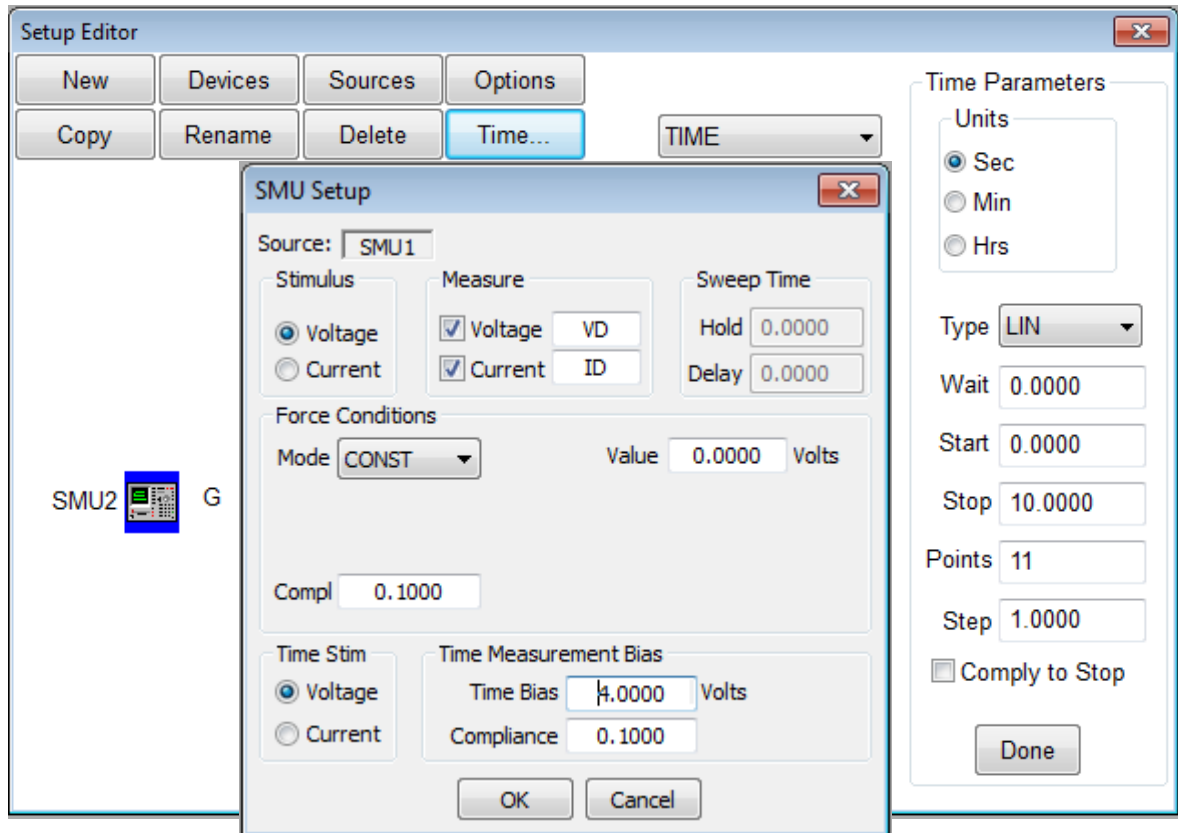 Setup Editor
New Devices Sources Options
Copy Rename Delete Time... TIME
SMU2 G
SMU Setup
Source: SMU1
Stimulus
Voltage
Current
Measure
Voltage VD
Current ID
Sweep Time
Hold 0.0000
Delay 0.0000
Force Conditions
Mode CONST Value 0.0000 Volts
Compl 0.1000
Time Stim
Voltage
Current
Time Measurement Bias
Time Bias 4.0000 Volts
Compliance 0.1000
OK Cancel
Time Parameters
Units
Sec
Min
Hrs
Type LIN
Wait 0.0000
Start 0.0000
Stop 10.0000
Points 11
Step 1.0000
Comply to Stop
Done